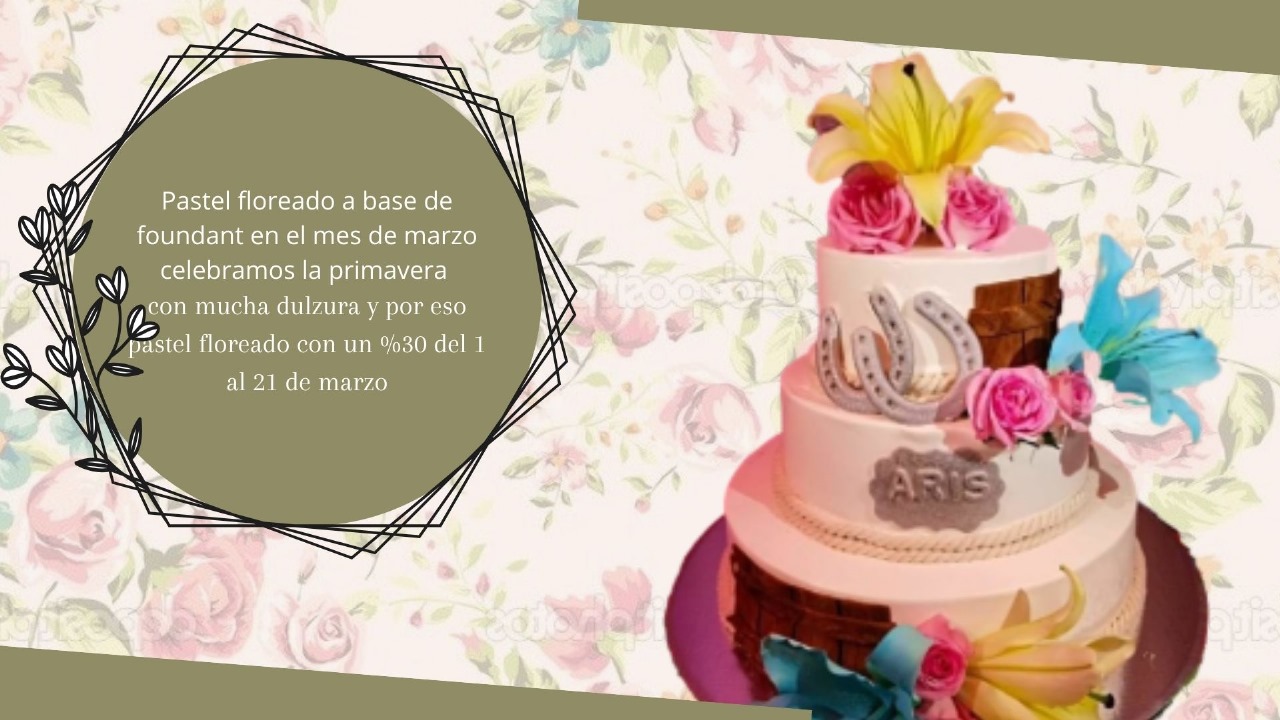 Pastel floreado a base de
foundant en el mes de marzo
celebramos la primavera
con mucha dulzura y por eso
pastel floreado con un %30 del 1
al 21 de marzo
ARIS